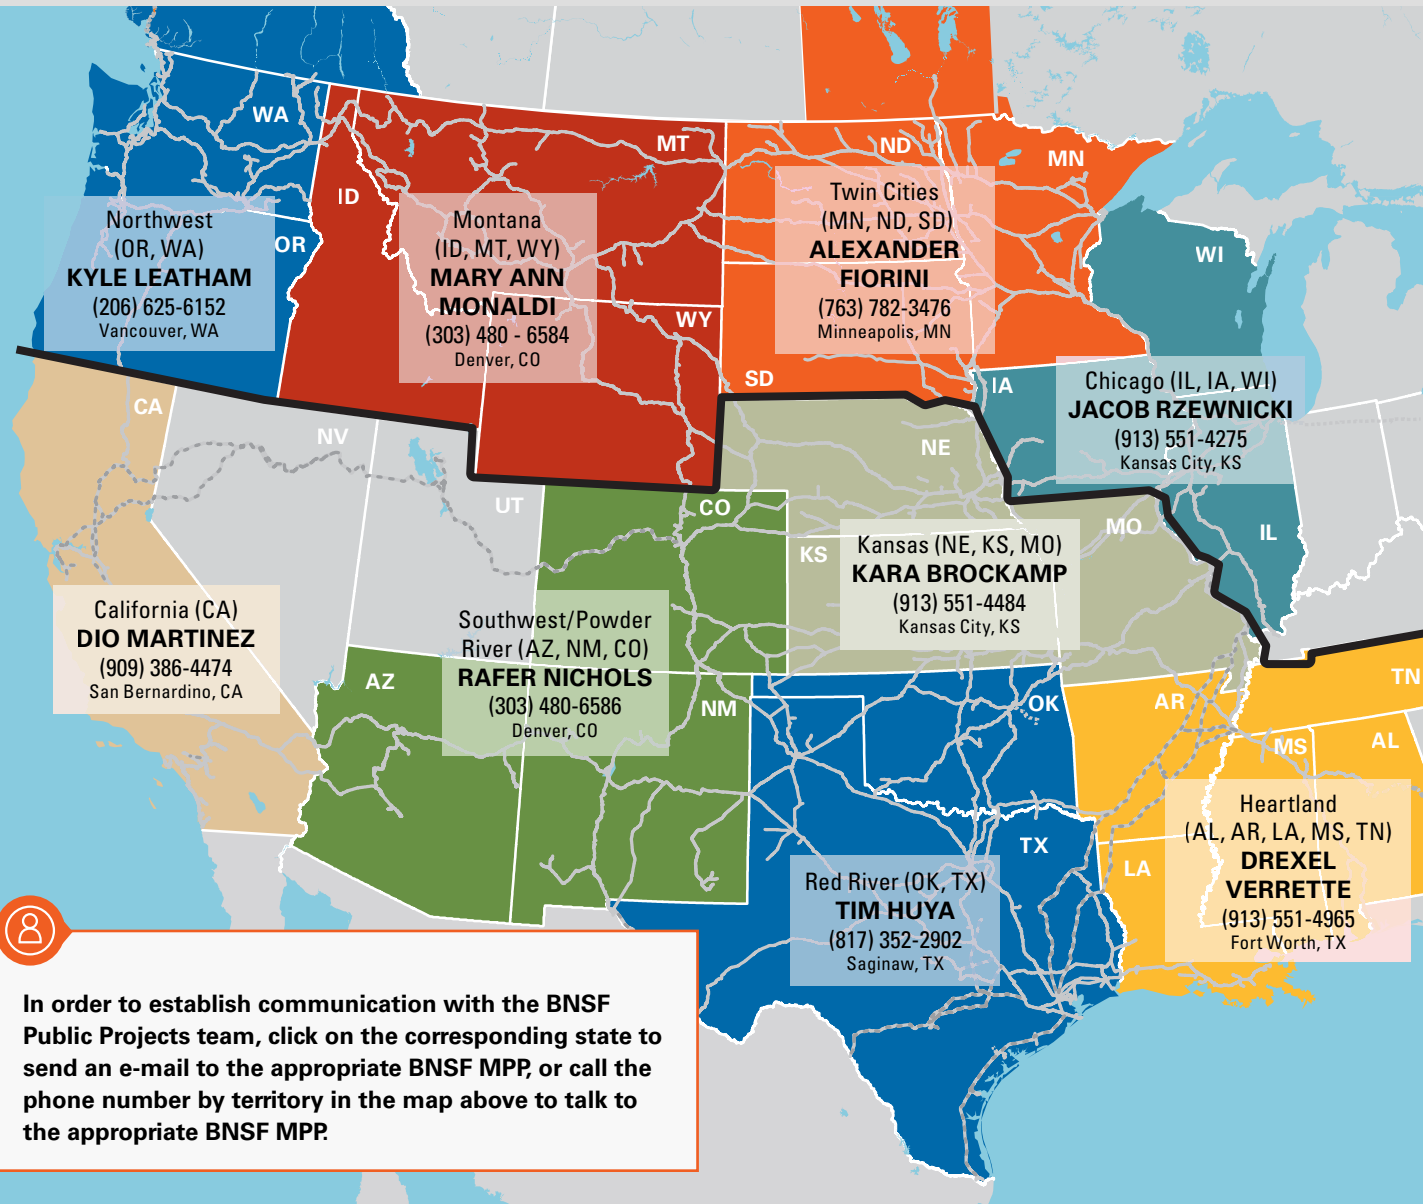 WA
MT
ND
MN
ID
Twin Cities
(MN, ND, SD)
ALEXANDER
FIORINI
(763) 782-3476
Minneapolis, MN
Northwest
(OR, WA)
KYLE LEATHAM
(206) 625-6152
Vancouver, WA
OR
Montana
(ID, MT, WY)
MARY ANN
MONALDI
(303) 480 - 6584
Denver, CO
WI
WY
SD
IA
Chicago (IL, IA, WI)
JACOB RZEWNICKI
(913) 551-4275
Kansas City, KS
CA
NV
NE
UT
CO
MO
IL
KS
Kansas (NE, KS, MO)
KARA BROCKAMP
(913) 551-4484
Kansas City, KS
California (CA)
DIO MARTINEZ
(909) 386-4474
San Bernardino, CA
Southwest/Powder
River (AZ, NM, CO)
RAFER NICHOLS
(303) 480-6586
Denver, CO
AZ
NM
OK
AR
TN
MS
AL
Heartland
(AL, AR, LA, MS, TN)
DREXEL
VERRETTE
(913) 551-4965
Fort Worth, TX
TX
LA
Red River (OK, TX)
TIM HUYA
(817) 352-2902
Saginaw, TX
In order to establish communication with the BNSF
Public Projects team, click on the corresponding state to
send an e-mail to the appropriate BNSF MPP, or call the
phone number by territory in the map above to talk to
the appropriate BNSF MPP.